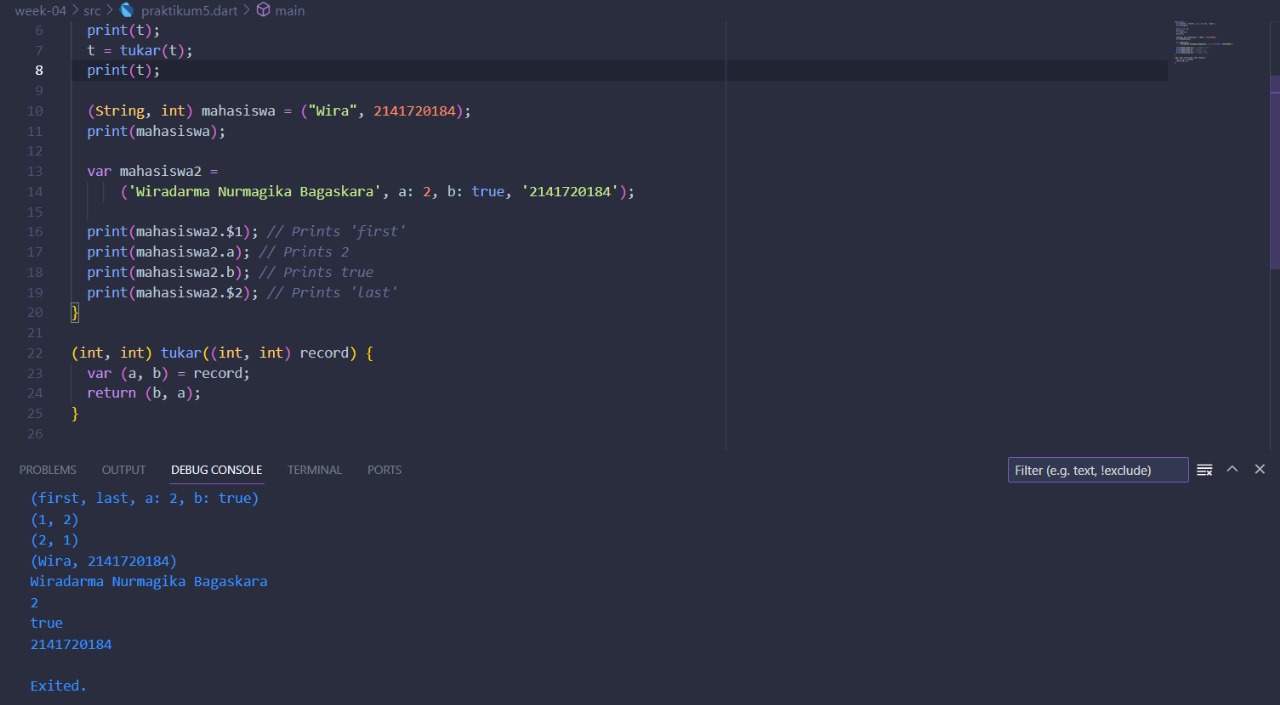 week-04 > src > praktikum5.dart > main
6 print(t);
7 t = tukar(t);
8 print(t);
9
10 (String, int) mahasiswa = ("Wira", 2141720184);
11 print(mahasiswa);
12
13 var mahasiswa2 =
14 ('Wiradarma Nurmagika Bagaskara', a: 2, b: true, '2141720184');
15
16 print(mahasiswa2.$1); // Prints 'first'
17 print(mahasiswa2.a); // Prints 2
18 print(mahasiswa2.b); // Prints true
19 print(mahasiswa2.$2); // Prints 'last'
20 }
21
22 (int, int) tukar((int, int) record) {
23 var (a, b) = record;
24 return (b, a);
25 }
26
PROBLEMS OUTPUT DEBUG CONSOLE TERMINAL PORTS Filter (e.g. text, !exclude)
(first, last, a: 2, b: true)
(1, 2)
(2, 1)
(Wira, 2141720184)
Wiradarma Nurmagika Bagaskara
2
true
2141720184
Exited.